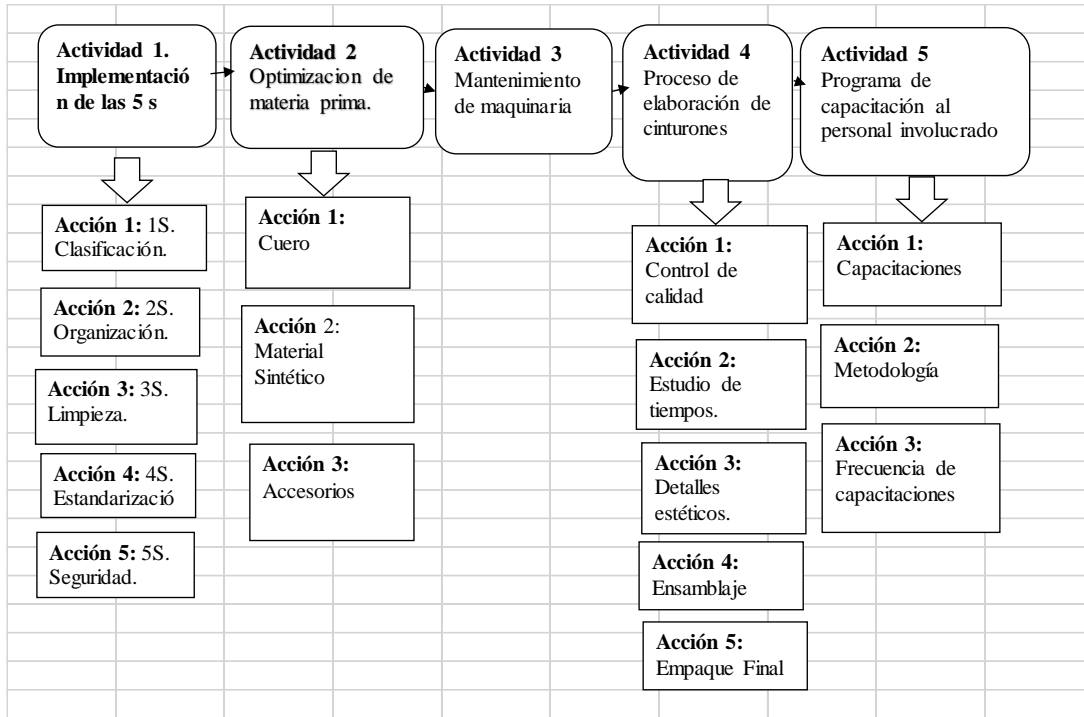 Actividad 1.
Implementació
n de las 5 s
Actividad 2
Optimizacion de
materia prima.
Actividad 3
Mantenimiento
de maquinaria
Actividad 4
Proceso de
elaboración de
cinturones
Actividad 5
Programa de
capacitación al
personal involucrado
Acción 1: 1S.
Clasificación.
Acción 2: 2S.
Organización.
Acción 3: 3S.
Limpieza.
Acción 4: 4S.
Estandarizació
Acción 5: 5S.
Seguridad.
Acción 1:
Cuero
Acción 2:
Material
Sintético
Acción 3:
Accesorios
Acción 1:
Control de
calidad
Acción 2:
Estudio de
tiempos.
Acción 3:
Detalles
estéticos.
Acción 4:
Ensamblaje
Acción 5:
Empaque Final
Acción 1:
Capacitaciones
Acción 2:
Metodología
Acción 3:
Frecuencia de
capacitaciones